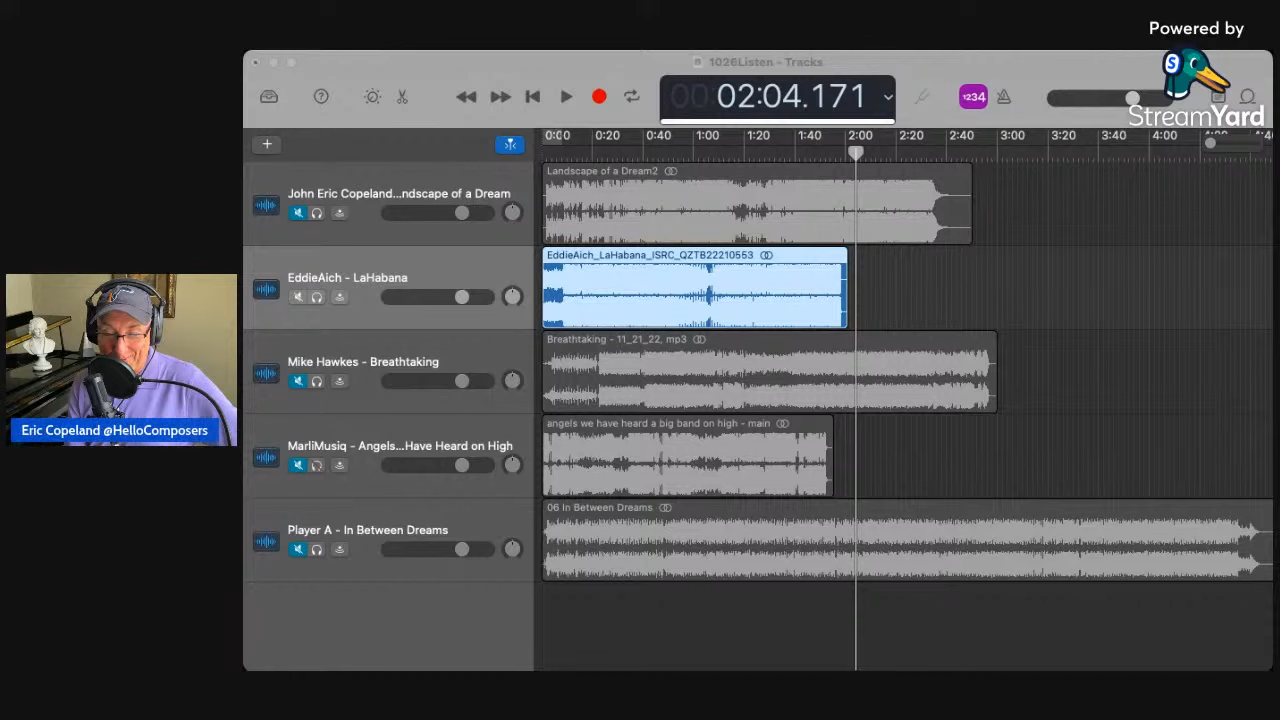 Powered by
S
StreamYard
1026Listen - Tracks
02:04.171
1234
0:00 0:20 0:40 1:00 1:20 1:40 2:00 2:20 2:40 3:00 3:20 3:40 4:00
John Eric Copeland...ndscape of a Dream
Landscape of a Dream2
EddieAich - LaHabana
EddieAich_LaHabana_ISRC_QZTB22210553
Mike Hawkes - Breathtaking
Breathtaking - 11_21_22, mp3
MarliMusiq - Angels...Have Heard on High
angels we have heard a big band on high - main
Player A - In Between Dreams
06 In Between Dreams
Eric Copeland @HelloComposers